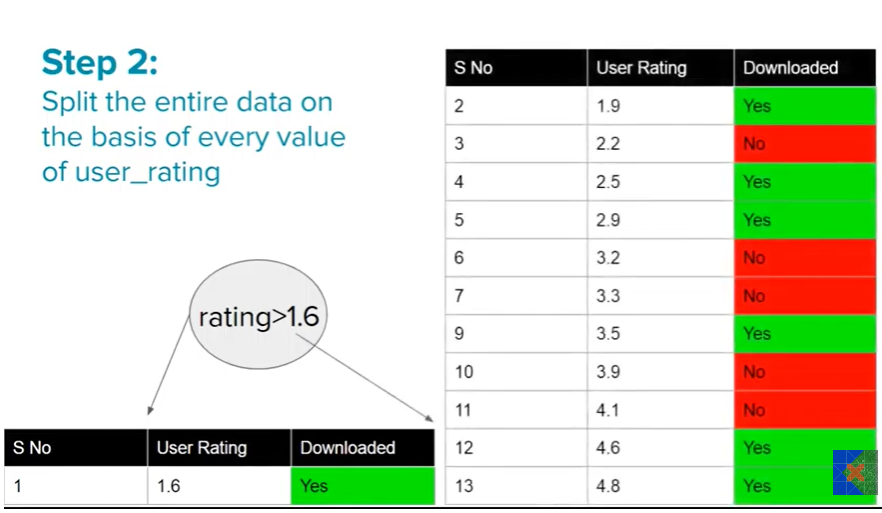 Step 2:
Split the entire data on
the basis of every value
of user_rating
rating>1.6
S No User Rating Downloaded
1 1.6 Yes
S No User Rating Downloaded
2 1.9 Yes
3 2.2 No
4 2.5 Yes
5 2.9 Yes
6 3.2 No
7 3.3 No
9 3.5 Yes
10 3.9 No
11 4.1 No
12 4.6 Yes
13 4.8 Yes